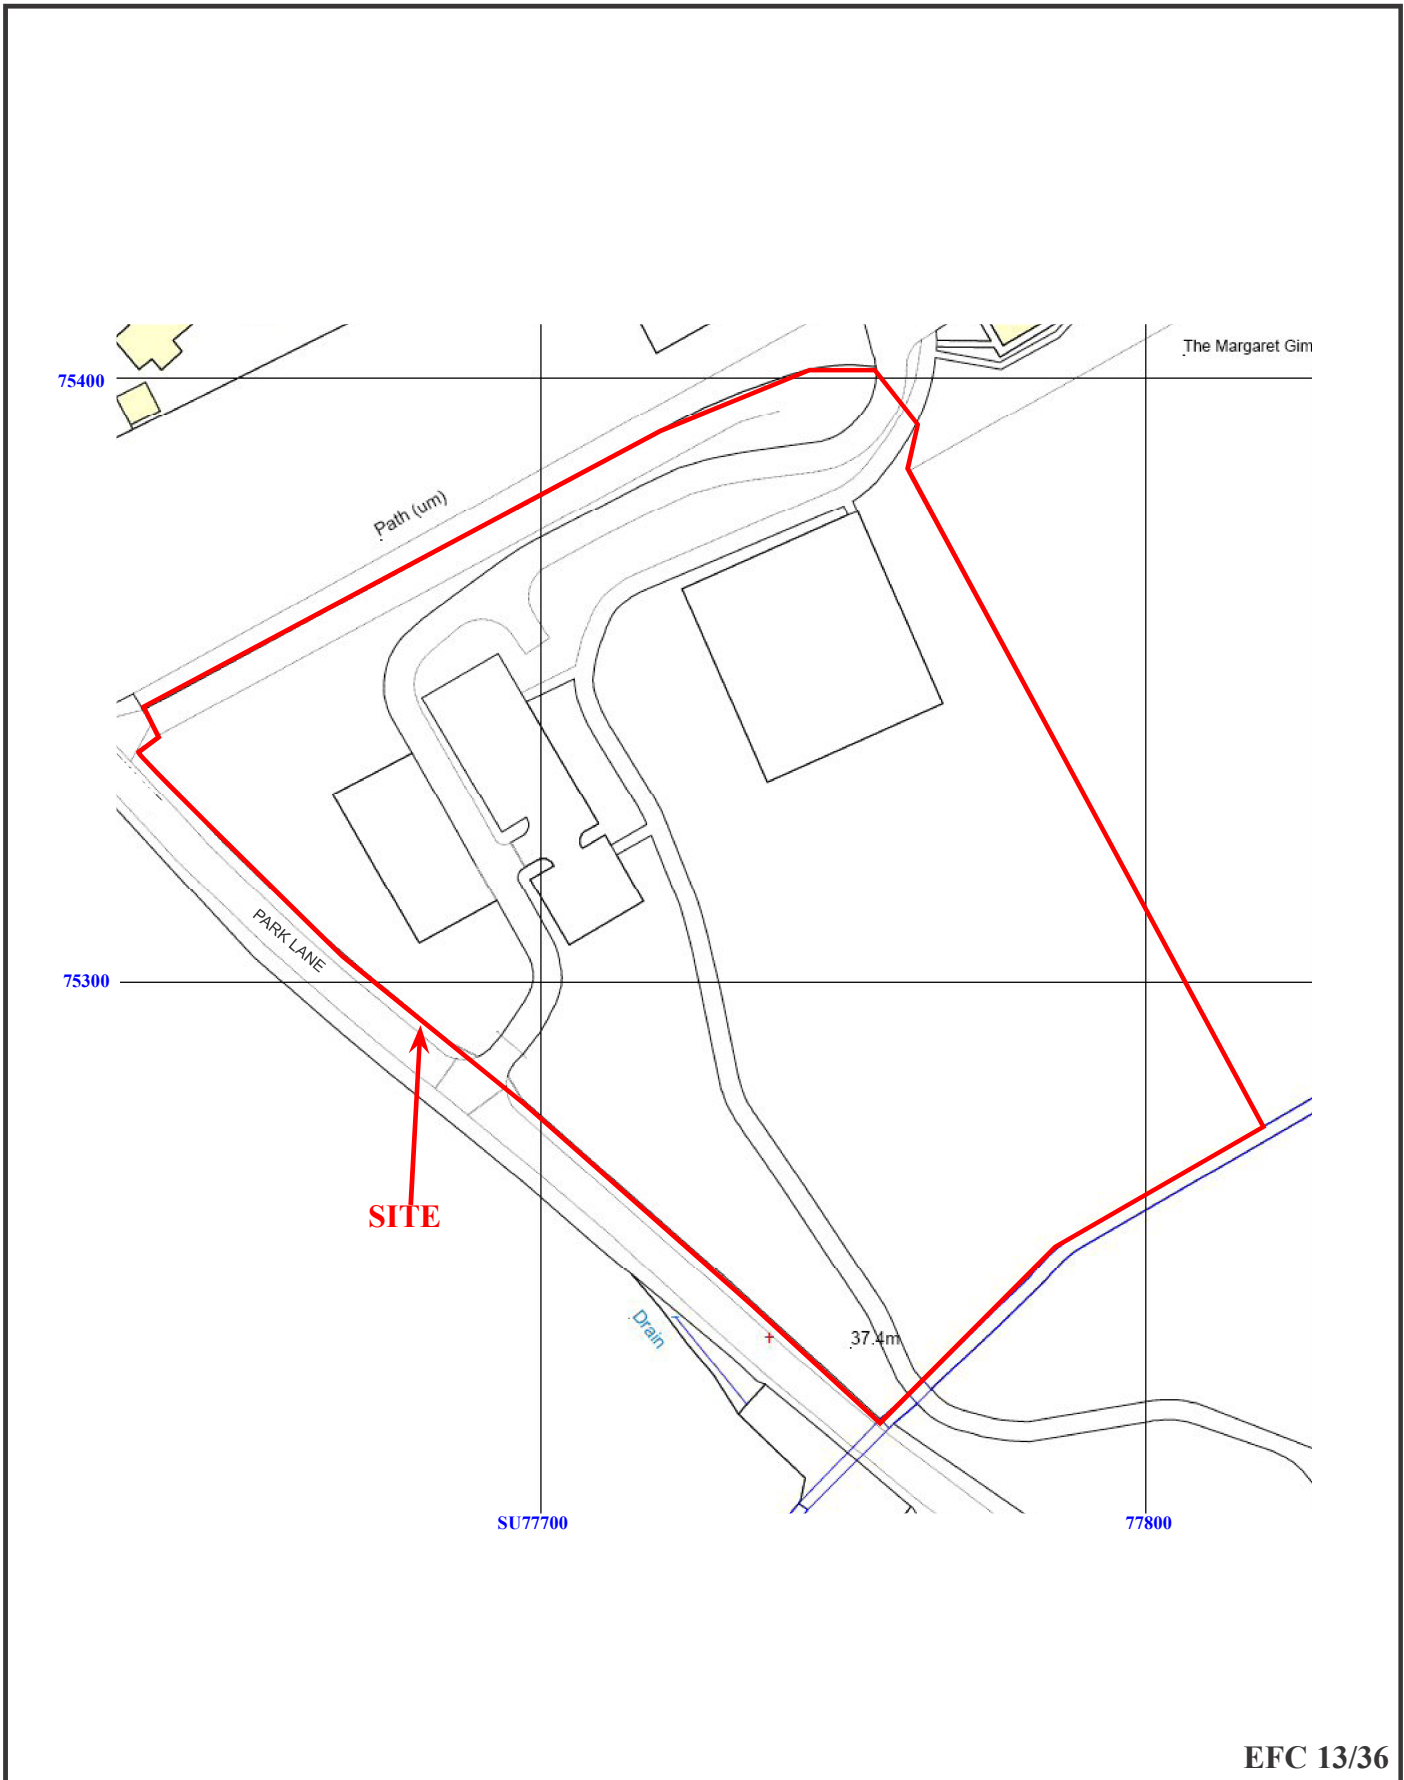 The Margaret Gim
75400
Path (um)
PARK LANE
75300
SITE
Drain
37.4m
SU77700
77800
EFC 13/36